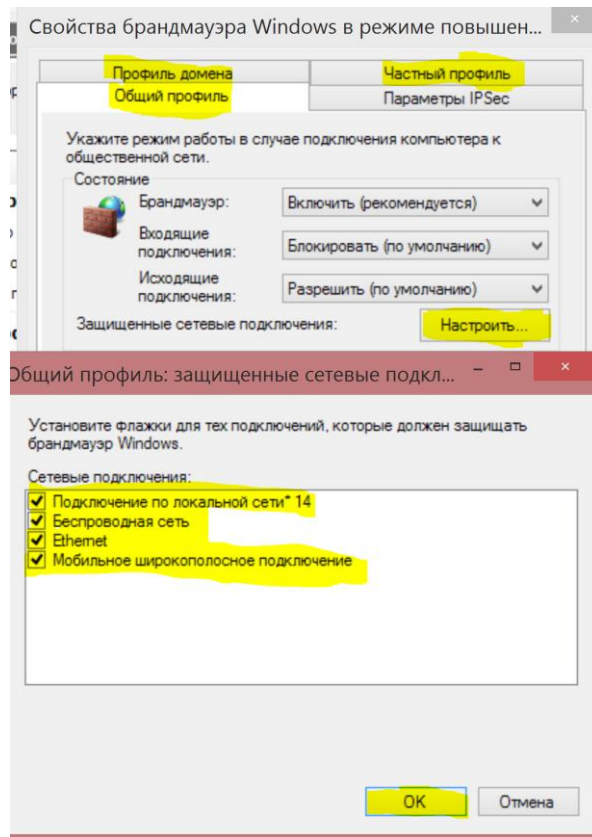 Свойства брандмауэра Windows в режиме повышен...
Профиль домена
Частный профиль
Общий профиль
Параметры IPSec
Укажите режим работы в случае подключения компьютера к
общественной сети.
Состояние
Брандмауэр:
Включить (рекомендуется)
Входящие
подключения:
Блокировать (по умолчанию)
Исходящие
подключения:
Разрешить (по умолчанию)
Защищенные сетевые подключения:
Настроить...
Общий профиль: защищенные сетевые подкл...
Установите флажки для тех подключений, которые должен защищать
брандмауэр Windows.
Сетевые подключения:
Подключение по локальной сети* 14
Беспроводная сеть
Ethernet
Мобильное широкополосное подключение
OK
Отмена